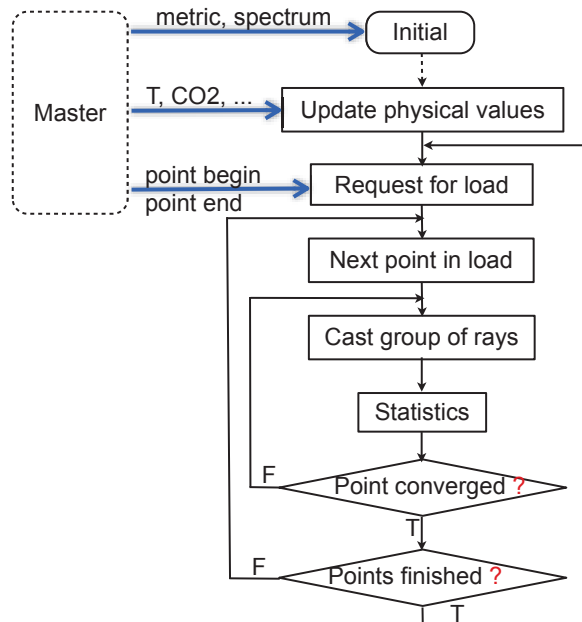 metric, spectrum
Initial
Master
T, CO2, ...
Update physical values
point begin
point end
Request for load
Next point in load
Cast group of rays
Statistics
F
Point converged ?
T
F
Points finished ?
T